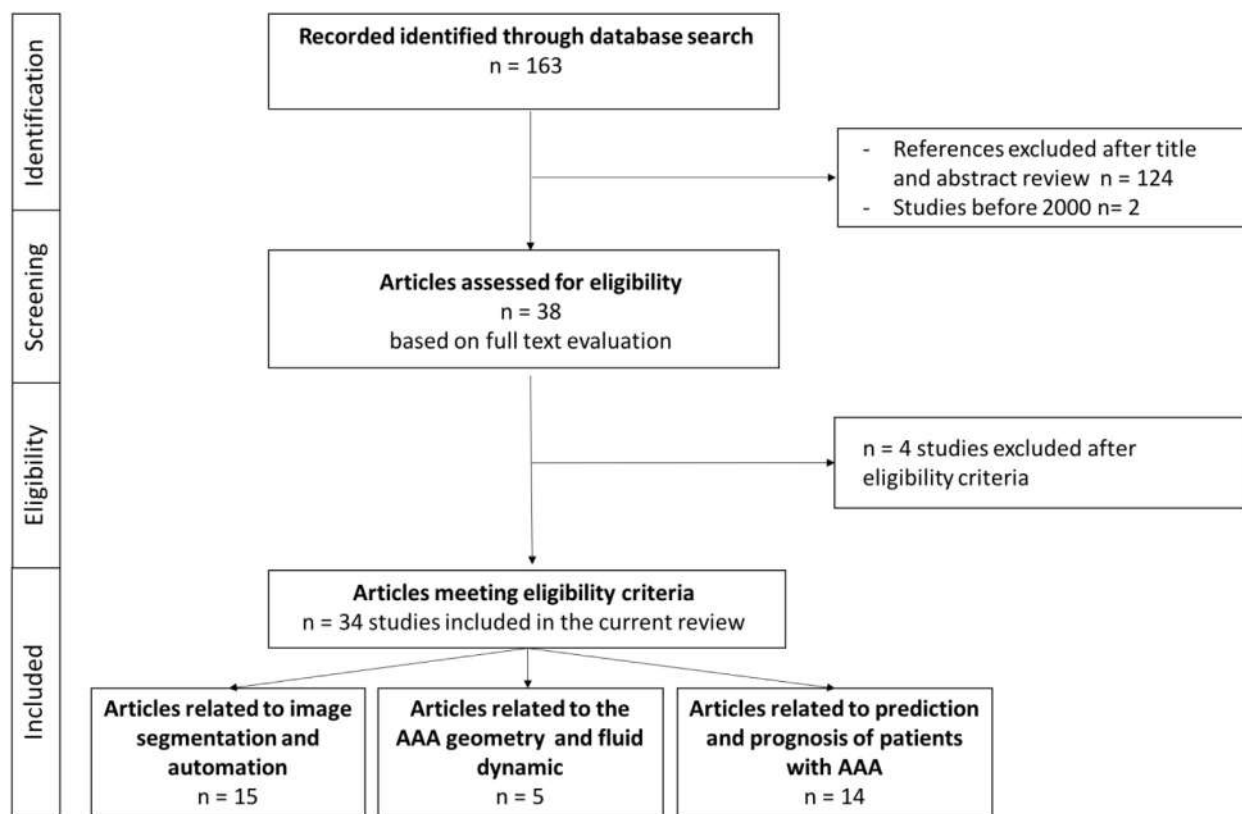 Identification
Recorded identified through database search
n = 163
- References excluded after title
and abstract review n = 124
- Studies before 2000 n= 2
Screening
Articles assessed for eligibility
n = 38
based on full text evaluation
Eligibility
n = 4 studies excluded after
eligibility criteria
Included
Articles meeting eligibility criteria
n = 34 studies included in the current review
Articles related to image
segmentation and
automation
n = 15
Articles related to the
AAA geometry and fluid
dynamic
n = 5
Articles related to prediction
and prognosis of patients
with AAA
n = 14